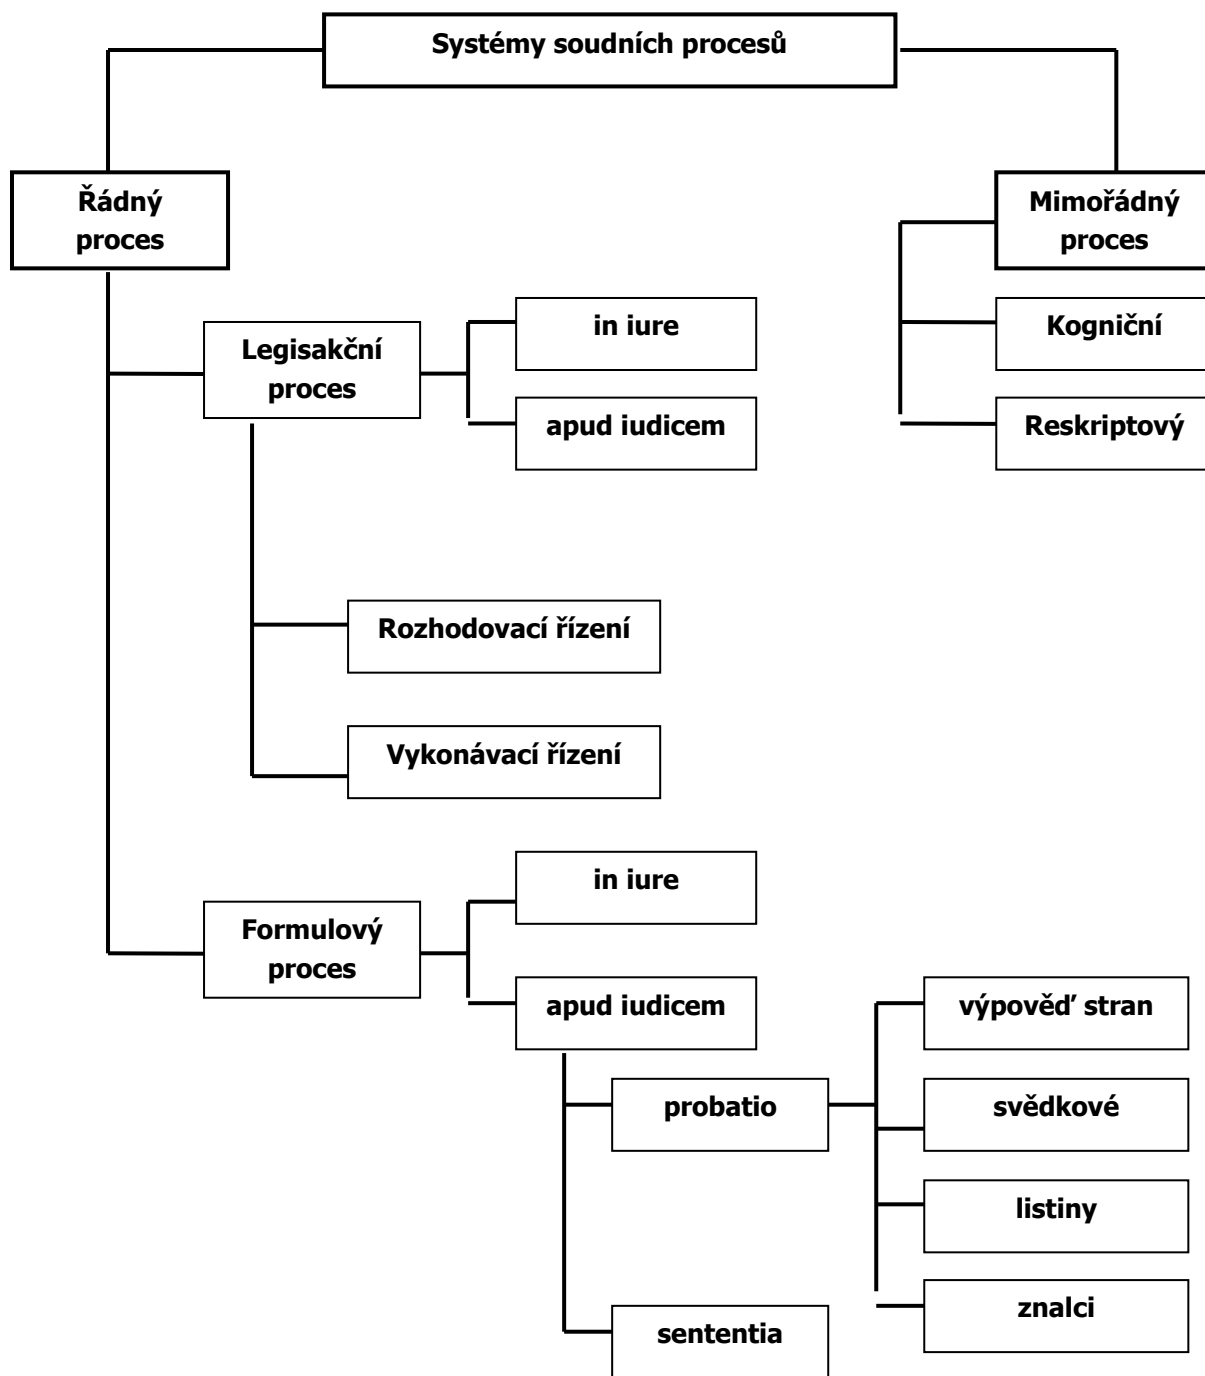 Systémy soudních procesů
Řádný
proces
Mimořádný
proces
in iure
Kogniční
Legisakční
proces
apud iudicem
Reskriptový
Rozhodovací řízení
Vykonávací řízení
in iure
Formulový
proces
apud iudicem
výpověď stran
probatio
svědkové
listiny
znalci
sententia